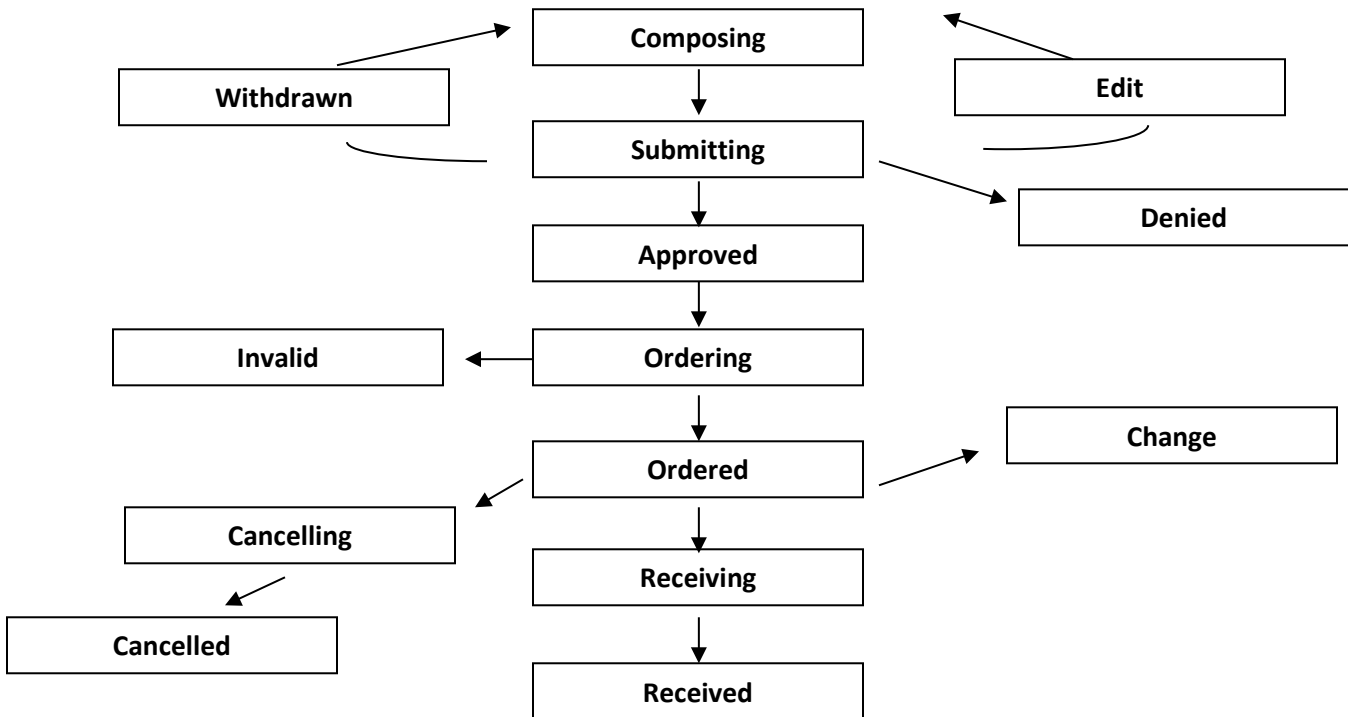 Composing
Withdrawn
Edit
Submitting
Denied
Approved
Invalid
Ordering
Change
Ordered
Cancelling
Receiving
Cancelled
Received